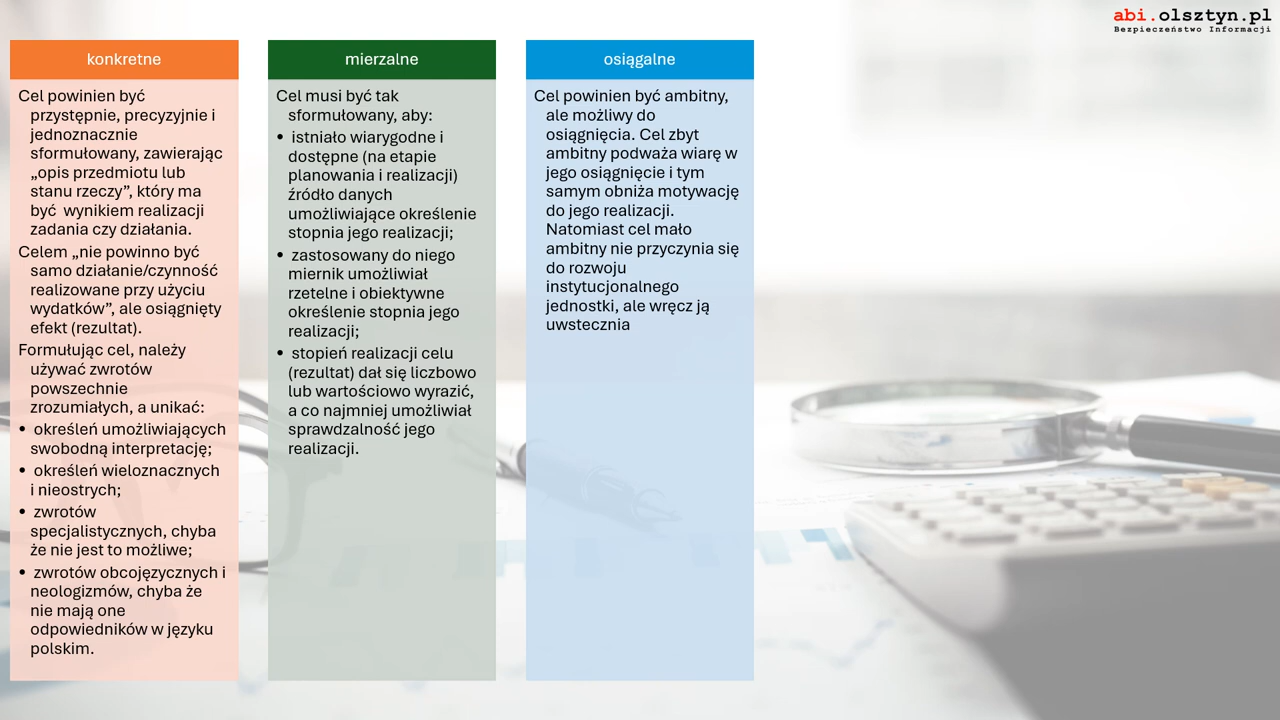 abi.olsztyn.pl
Bezpieczeństwo Informacji
konkretne
Cel powinien być
przystępnie, precyzyjnie i
jednoznacznie
sformułowany, zawierając
„opis przedmiotu lub
stanu rzeczy”, który ma
być  wynikiem realizacji
zadania czy działania.
Celem „nie powinno być
samo działanie/czynność
realizowane przy użyciu
wydatków”, ale osiągnięty
efekt (rezultat).
Formułując cel, należy
używać zwrotów
powszechnie
zrozumiałych, a unikać:
• określeń umożliwiających
swobodną interpretację;
• określeń wieloznacznych
i nieostrych;
• zwrotów
specjalistycznych, chyba
że nie jest to możliwe;
• zwrotów obcojęzycznych i
neologizmów, chyba że
nie mają one
odpowiedników w języku
polskim.
mierzalne
Cel musi być tak
sformułowany, aby:
• istniało wiarygodne i
dostępne (na etapie
planowania i realizacji)
źródło danych
umożliwiające określenie
stopnia jego realizacji;
• zastosowany do niego
miernik umożliwiał
rzetelne i obiektywne
określenie stopnia jego
realizacji;
• stopień realizacji celu
(rezultat) dał się liczbowo
lub wartościowo wyrazić,
a co najmniej umożliwiał
sprawdzalność jego
realizacji.
osiągalne
Cel powinien być ambitny,
ale możliwy do
osiągnięcia. Cel zbyt
ambitny podważa wiarę w
jego osiągnięcie i tym
samym obniża motywację
do jego realizacji.
Natomiast cel mało
ambitny nie przyczynia się
do rozwoju
instytucjonalnego
jednostki, ale wręcz ją
uwstecznia